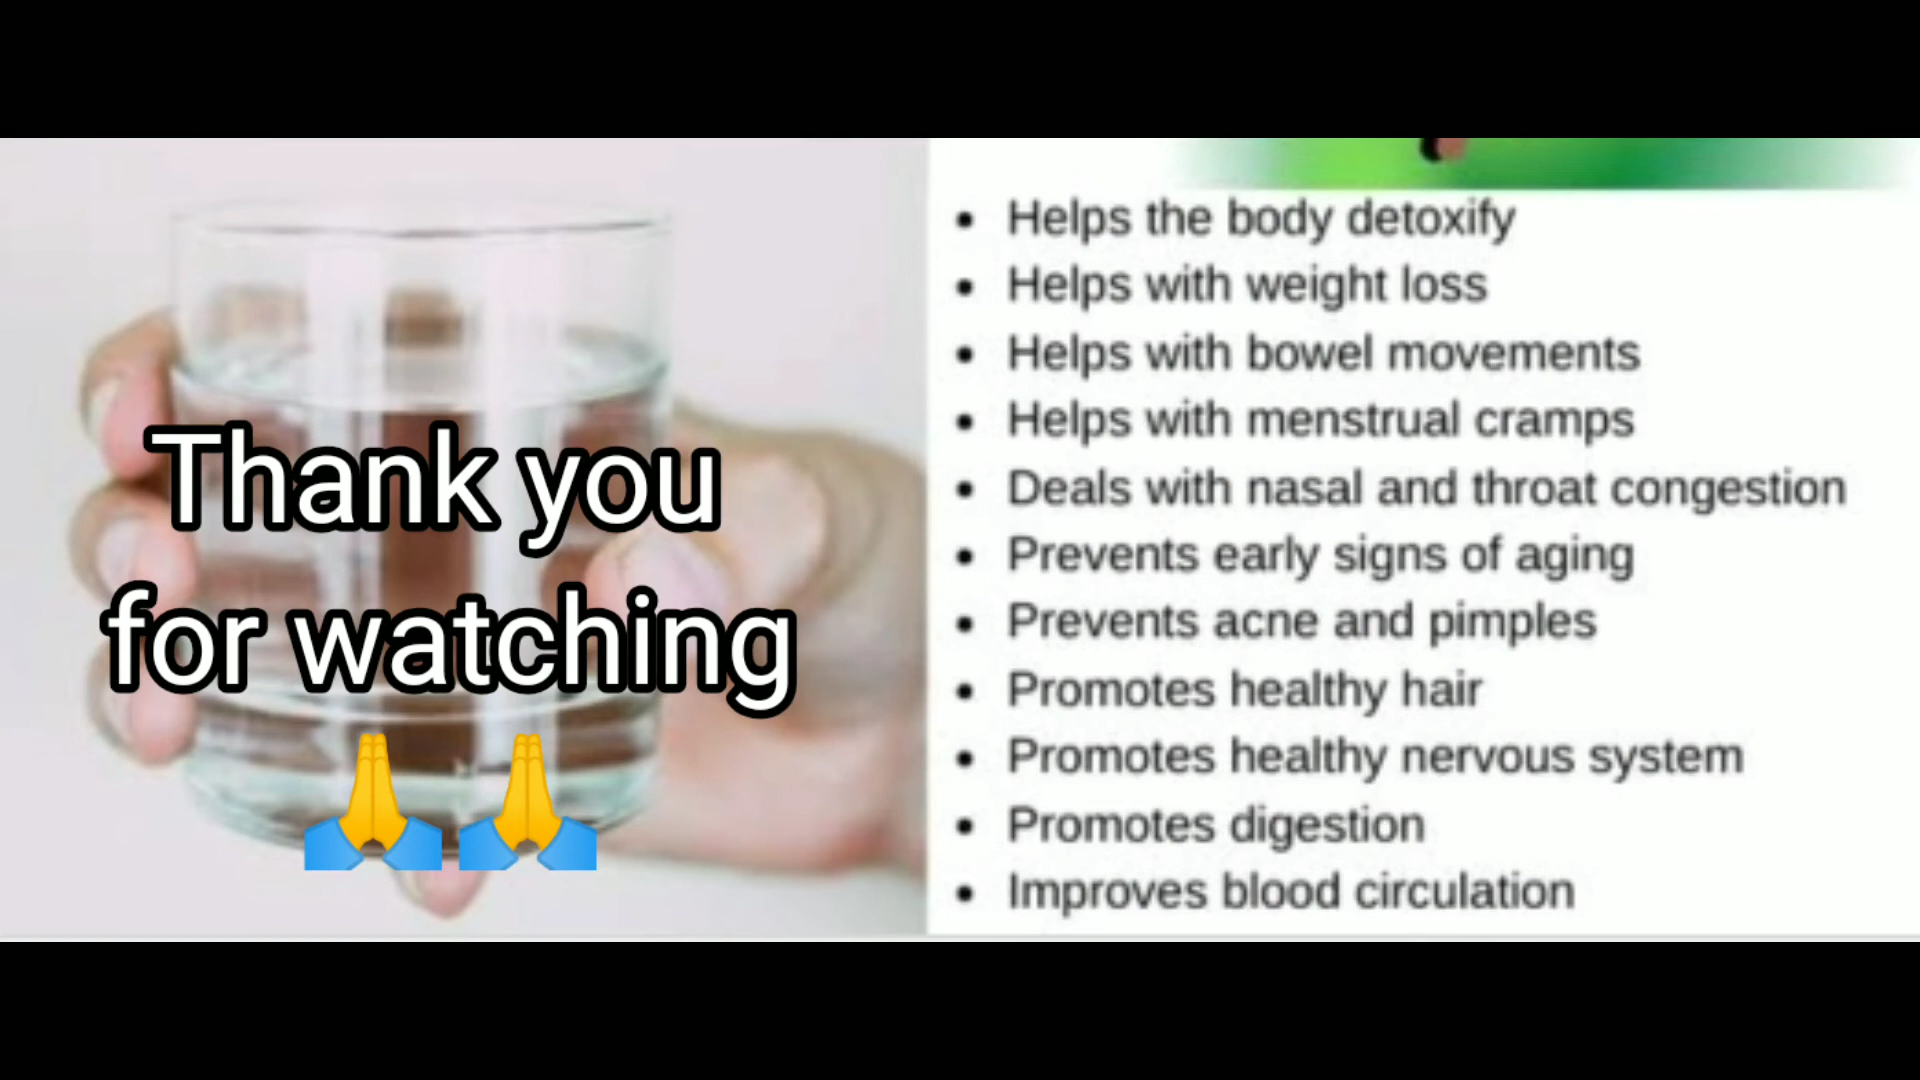 Thank you
for watching
🙏🙏
• Helps the body detoxify
• Helps with weight loss
• Helps with bowel movements
• Helps with menstrual cramps
• Deals with nasal and throat congestion
• Prevents early signs of aging
• Prevents acne and pimples
• Promotes healthy hair
• Promotes healthy nervous system
• Promotes digestion
• Improves blood circulation